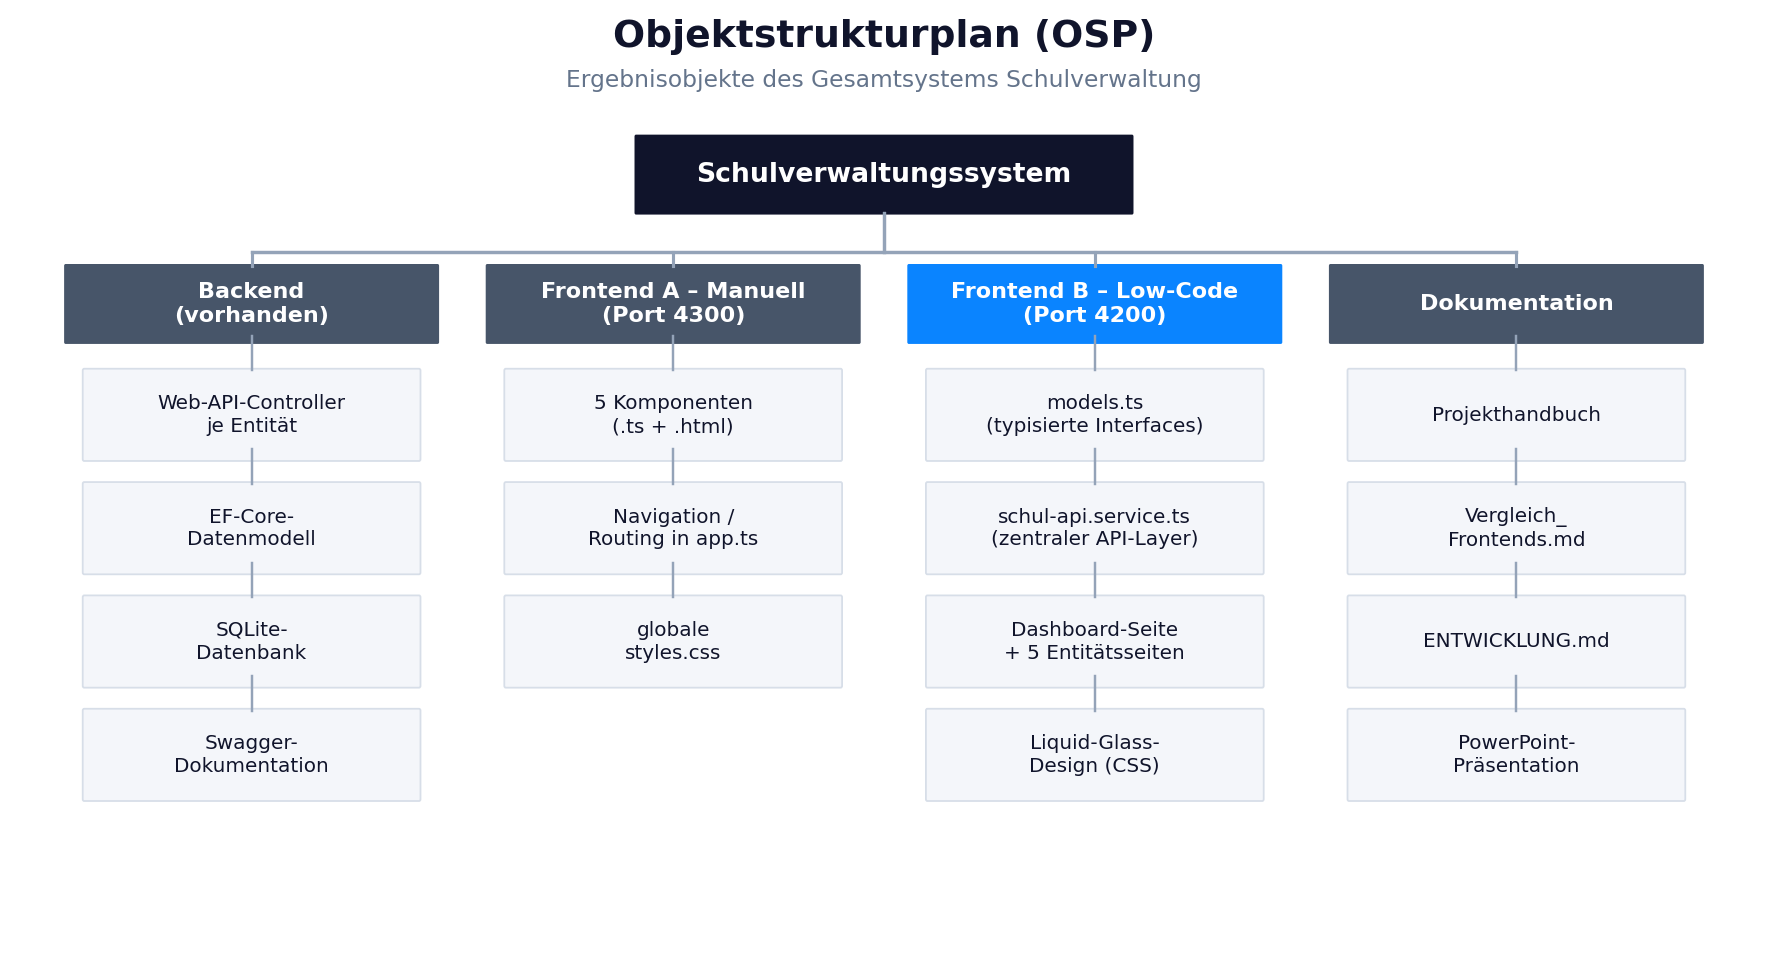 Objektstrukturplan (OSP)
Ergebnisobjekte des Gesamtsystems Schulverwaltung
Schulverwaltungssystem
Backend
(vorhanden)
Web-API-Controller
je Entität
EF-Core-
Datenmodell
SQLite-
Datenbank
Swagger-
Dokumentation
Frontend A – Manuell
(Port 4300)
5 Komponenten
(.ts + .html)
Navigation /
Routing in app.ts
globale
styles.css
Frontend B – Low-Code
(Port 4200)
models.ts
(typisierte Interfaces)
schul-api.service.ts
(zentraler API-Layer)
Dashboard-Seite
+ 5 Entitätsseiten
Liquid-Glass-
Design (CSS)
Dokumentation
Projekthandbuch
Vergleich_
Frontends.md
ENTWICKLUNG.md
PowerPoint-
Präsentation